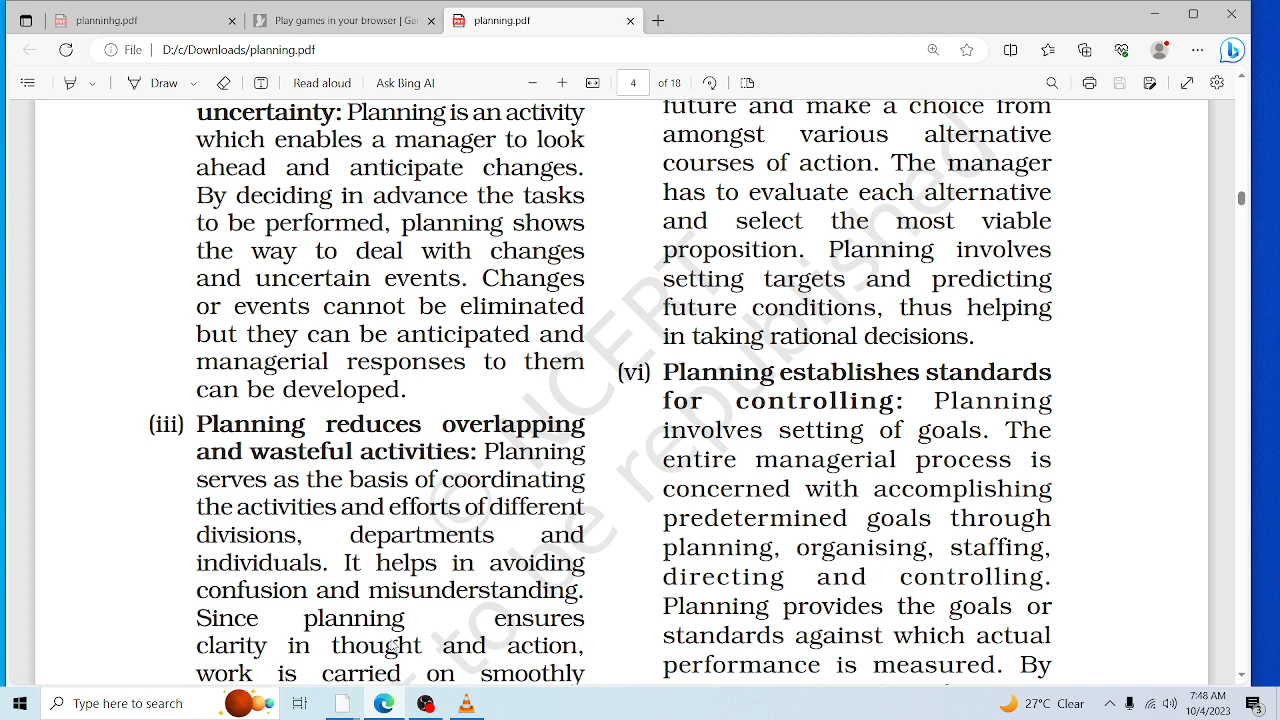 planninhg.pdf
Play games in your browser | Ga
planning.pdf
File
D:/c/Downloads/planning.pdf
Draw
Read aloud
Ask Bing AI
4
of 18
uncertainty: Planning is an activity
which enables a manager to look
ahead and anticipate changes.
By deciding in advance the tasks
to be performed, planning shows
the way to deal with changes
and uncertain events. Changes
or events cannot be eliminated
but they can be anticipated and
managerial responses to them
can be developed.
(iii) Planning reduces overlapping
and wasteful activities: Planning
serves as the basis of coordinating
the activities and efforts of different
divisions, departments and
individuals. It helps in avoiding
confusion and misunderstanding.
Since planning ensures
clarity in thought and action,
work is carried on smoothly
future and make a choice from
amongst various alternative
courses of action. The manager
has to evaluate each alternative
and select the most viable
proposition. Planning involves
setting targets and predicting
future conditions, thus helping
in taking rational decisions.
(vi) Planning establishes standards
for controlling: Planning
involves setting of goals. The
entire managerial process is
concerned with accomplishing
predetermined goals through
planning, organising, staffing,
directing and controlling.
Planning provides the goals or
standards against which actual
performance is measured. By
© NCERT
to be republished
Type here to search
27°C Clear
7:48 AM
10/4/2023
3